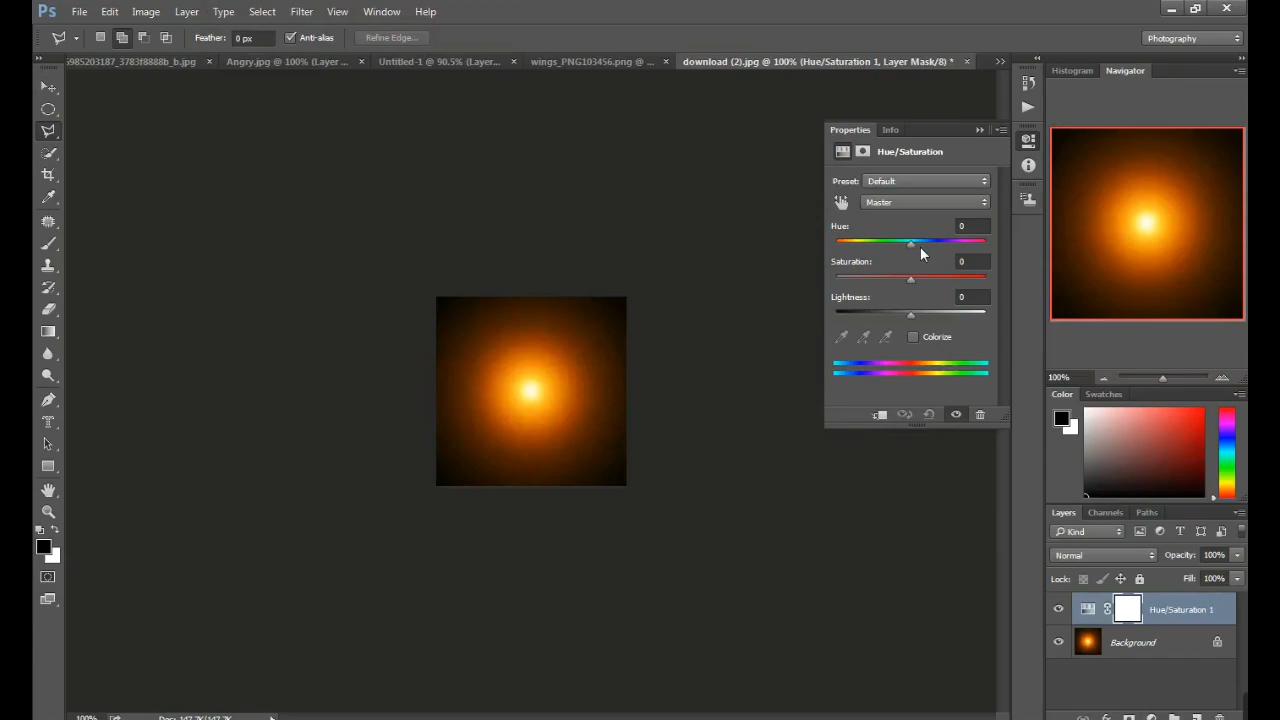 Ps File Edit Image Layer Type Select Filter View Window Help
Feather: 0 px Anti-alias Refine Edge... Photography
5985203187_3783f8888b_b.jpg × Angry.jpg @ 100% (Layer ... × Untitled-1 @ 90.5% (Layer... × wings_PNG103456.png @ ... × download (2).jpg @ 100% (Hue/Saturation 1, Layer Mask/8) * ×
Histogram Navigator
Properties Info
Hue/Saturation
Preset: Default
Master
Hue: 0
Saturation: 0
Lightness: 0
Colorize
100%
Color Swatches
Layers Channels Paths
Kind
Normal Opacity: 100%
Lock: Fill: 100%
Hue/Saturation 1
Background
100% Doc: 147.7K/147.7K